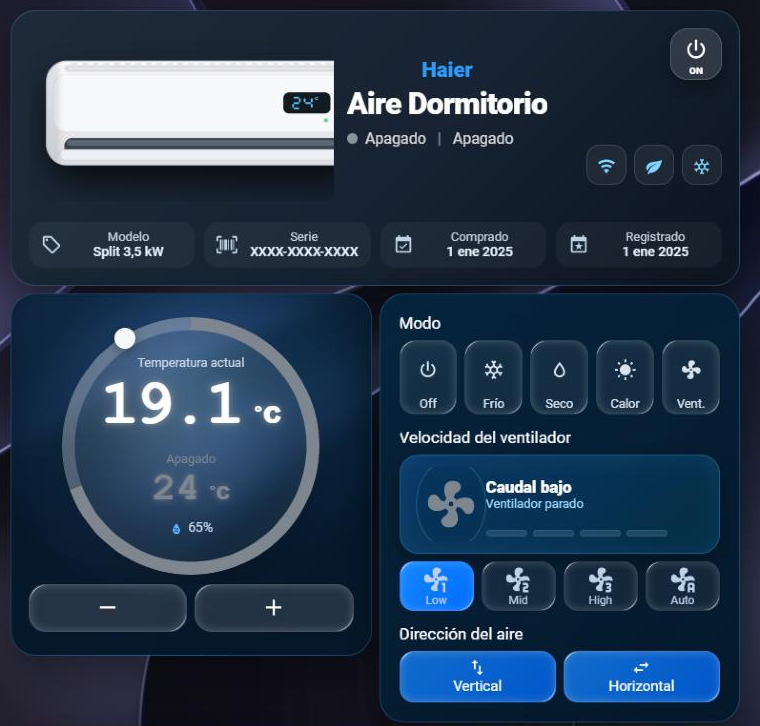 24°
Haier
ON
Aire Dormitorio
Apagado | Apagado
Modelo
Split 3,5 kW
Serie
XXXX-XXXX-XXXX
Comprado
1 ene 2025
Registrado
1 ene 2025
Temperatura actual
19.1 °C
Apagado
24 °C
65%
−
+
Modo
Off
Frío
Seco
Calor
Vent.
Velocidad del ventilador
Caudal bajo
Ventilador parado
1
Low
2
Mid
3
High
A
Auto
Dirección del aire
Vertical
Horizontal